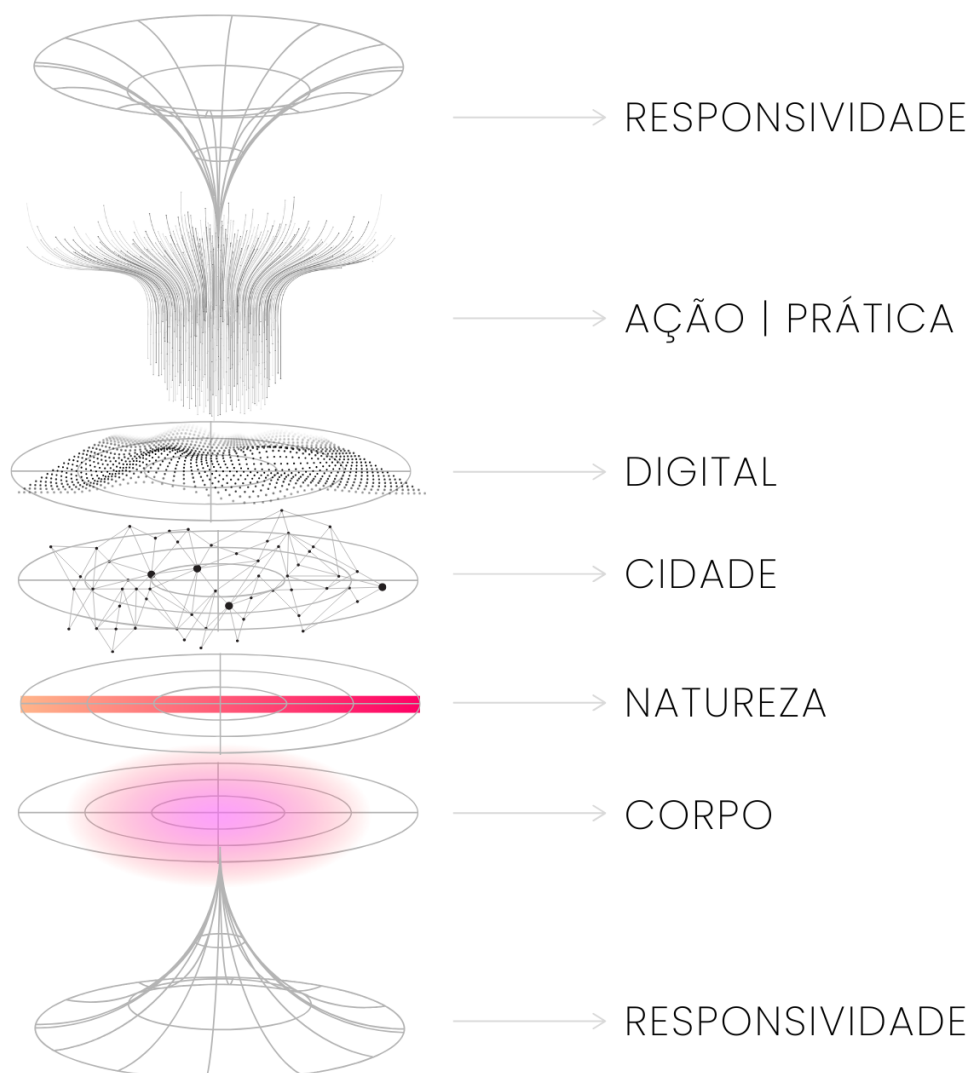 RESPONSIVIDADE
AÇÃO | PRÁTICA
DIGITAL
CIDADE
NATUREZA
CORPO
RESPONSIVIDADE